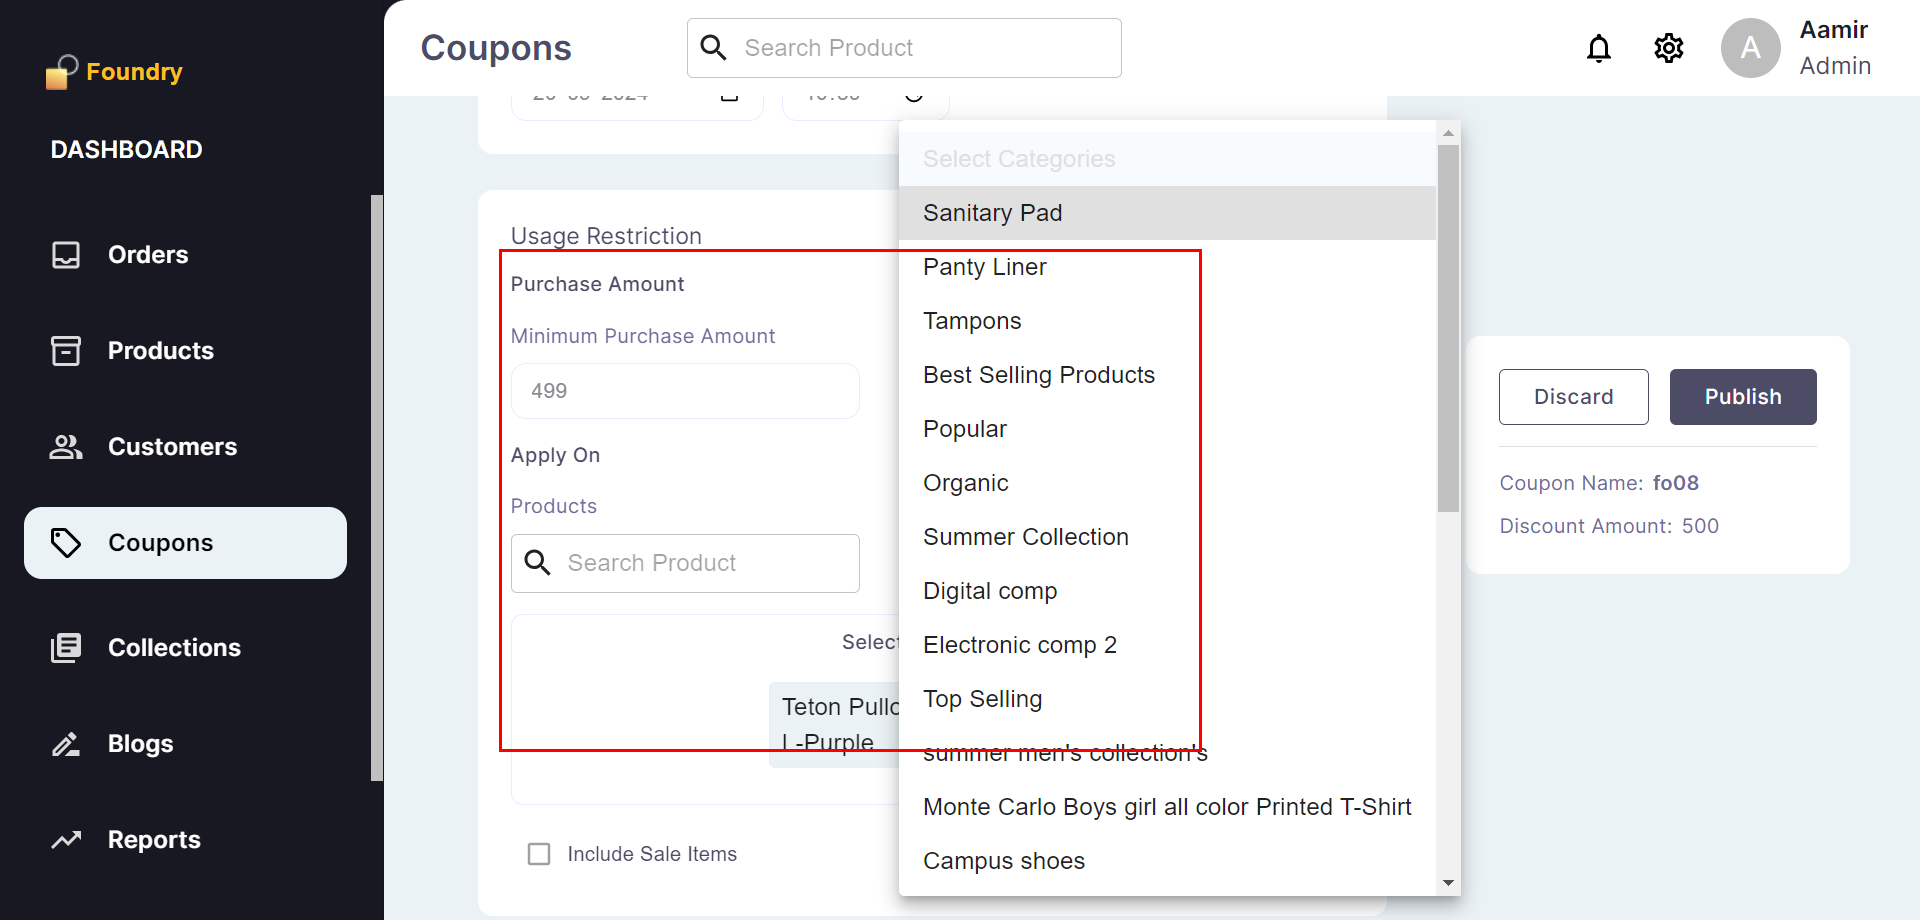 Foundry
DASHBOARD
Orders
Products
Customers
Coupons
Collections
Blogs
Reports
Coupons
Search Product
A
Aamir
Admin
Usage Restriction
Purchase Amount
Minimum Purchase Amount
499
Apply On
Products
Search Product
Select
Teton Pullo
L-Purple
Include Sale Items
Select Categories
Sanitary Pad
Panty Liner
Tampons
Best Selling Products
Popular
Organic
Summer Collection
Digital comp
Electronic comp 2
Top Selling
summer men's collection's
Monte Carlo Boys girl all color Printed T-Shirt
Campus shoes
Discard
Publish
Coupon Name: fo08
Discount Amount: 500